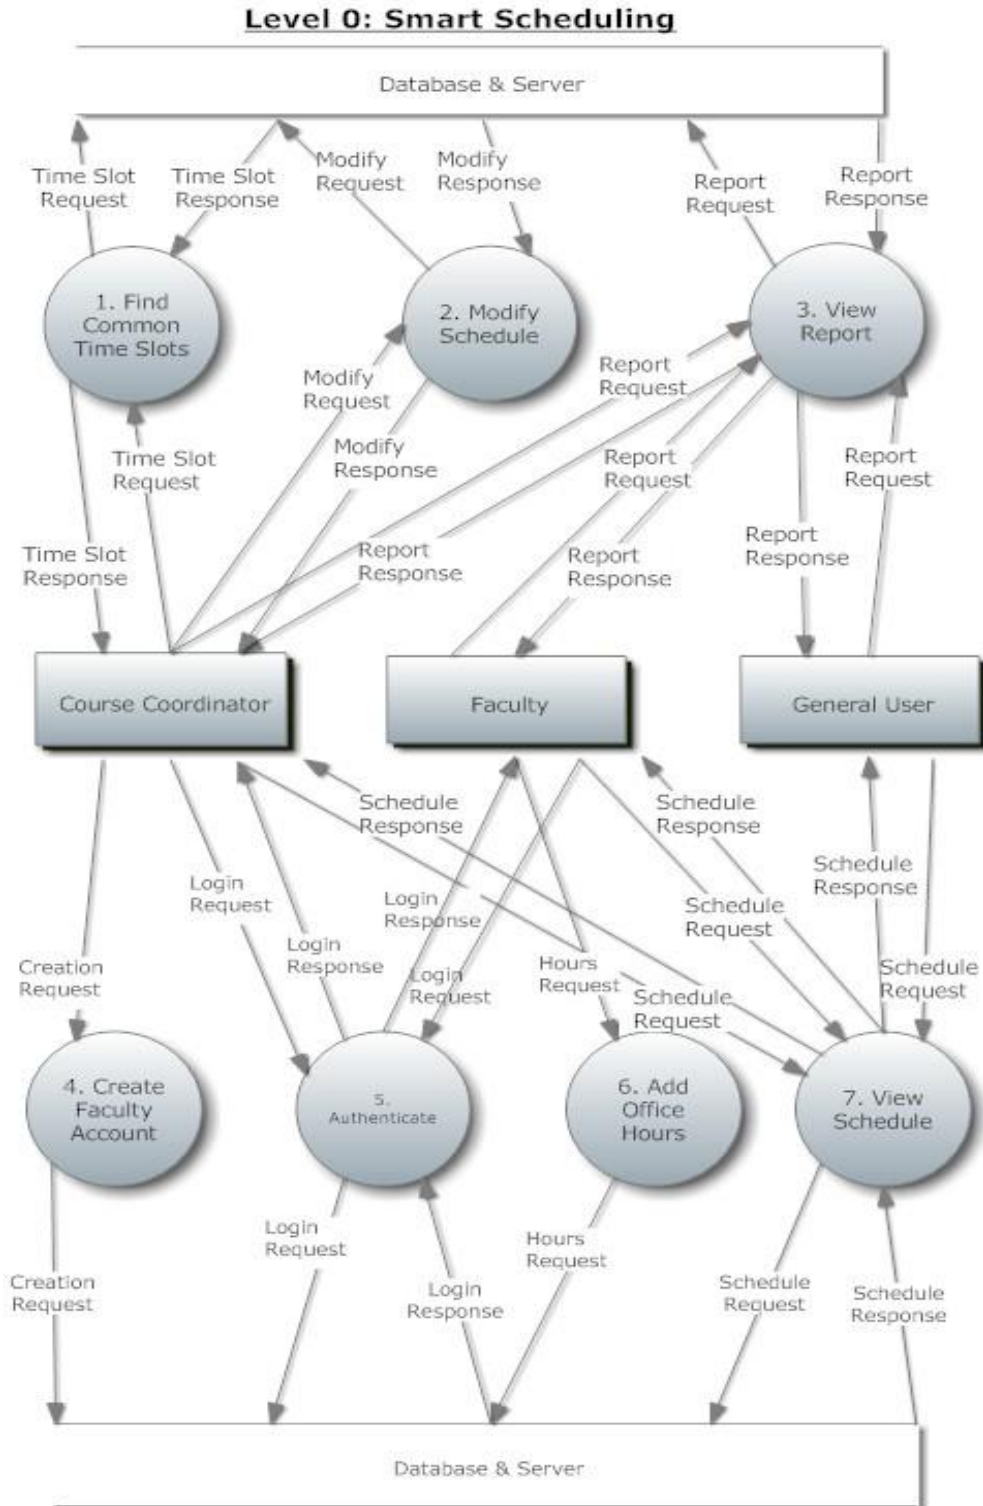 Level 0: Smart Scheduling
Database & Server
Time Slot
Request
Time Slot
Response
Modify
Request
Modify
Response
Report
Request
Report
Response
1. Find
Common
Time Slots
2. Modify
Schedule
3. View
Report
Modify
Request
Report
Request
Time Slot
Request
Modify
Response
Report
Request
Report
Request
Time Slot
Response
Report
Response
Report
Response
Report
Response
Course Coordinator
Faculty
General User
Schedule
Response
Schedule
Response
Login
Request
Login
Response
Schedule
Request
Schedule
Response
Creation
Request
Login
Response
Login
Request
Hours
Request
Schedule
Request
Schedule
Request
4. Create
Faculty
Account
5.
Authenticate
6. Add
Office
Hours
7. View
Schedule
Creation
Request
Login
Request
Login
Response
Hours
Request
Schedule
Request
Schedule
Response
Database & Server